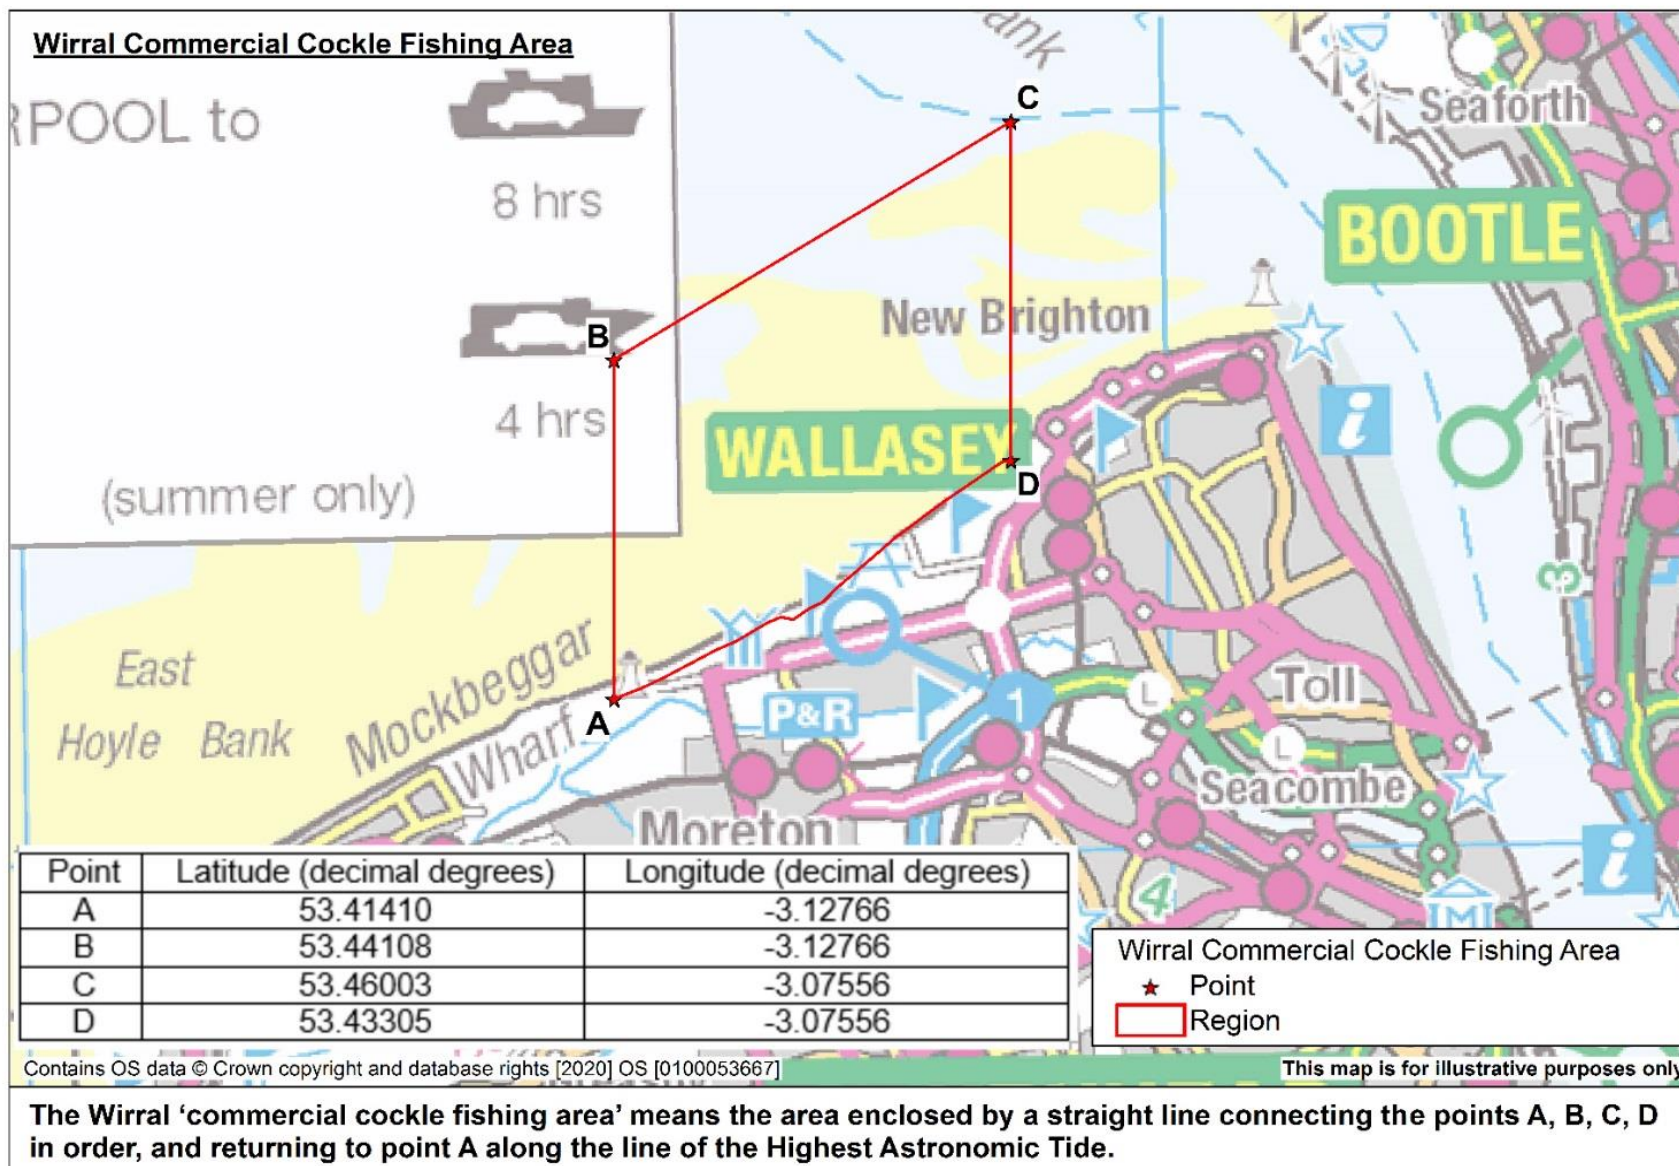 Wirral Commercial Cockle Fishing Area
RPOOL to
8 hrs
4 hrs
(summer only)
Bank
C
B
A
D
Seaforth
BOOTLE
New Brighton
WALLASEY
i
3
East
Hoyle Bank
Mockbeggar
Wharf
P&R
1
L
Toll
L
Seacombe
Moreton
i
4
M
Point Latitude (decimal degrees) Longitude (decimal degrees)
A 53.41410 -3.12766
B 53.44108 -3.12766
C 53.46003 -3.07556
D 53.43305 -3.07556
Wirral Commercial Cockle Fishing Area
Point
Region
Contains OS data © Crown copyright and database rights [2020] OS [0100053667]
This map is for illustrative purposes only
The Wirral ‘commercial cockle fishing area’ means the area enclosed by a straight line connecting the points A, B, C, D
in order, and returning to point A along the line of the Highest Astronomic Tide.